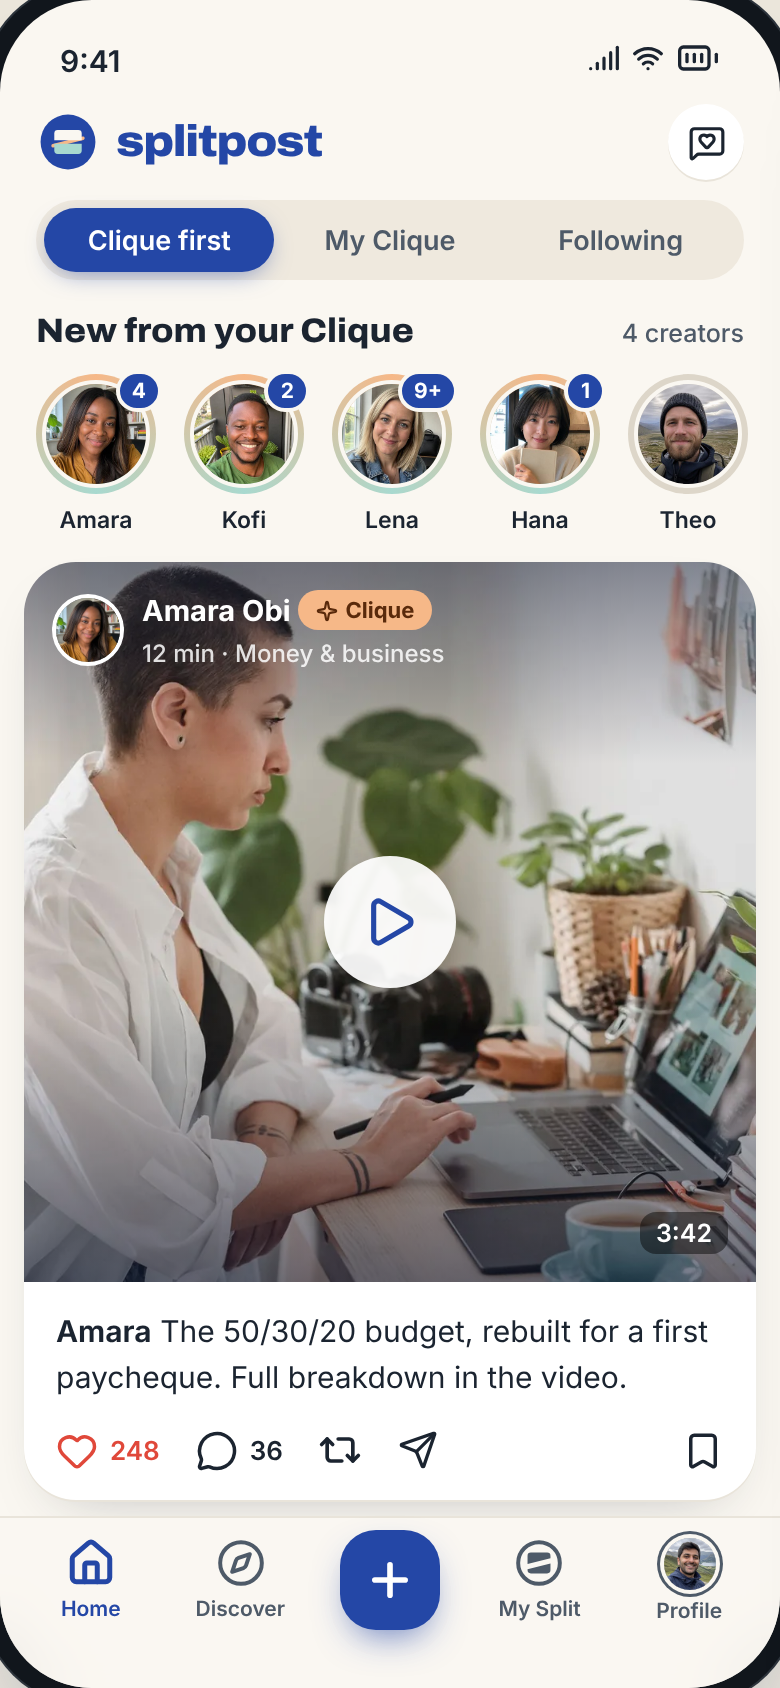 9:41
splitpost
Clique first My Clique Following
New from your Clique 4 creators
4 2 9+ 1
Amara Kofi Lena Hana Theo
Amara Obi Clique
12 min · Money & business
3:42
Amara The 50/30/20 budget, rebuilt for a first
paycheque. Full breakdown in the video.
248 36
Home Discover My Split Profile